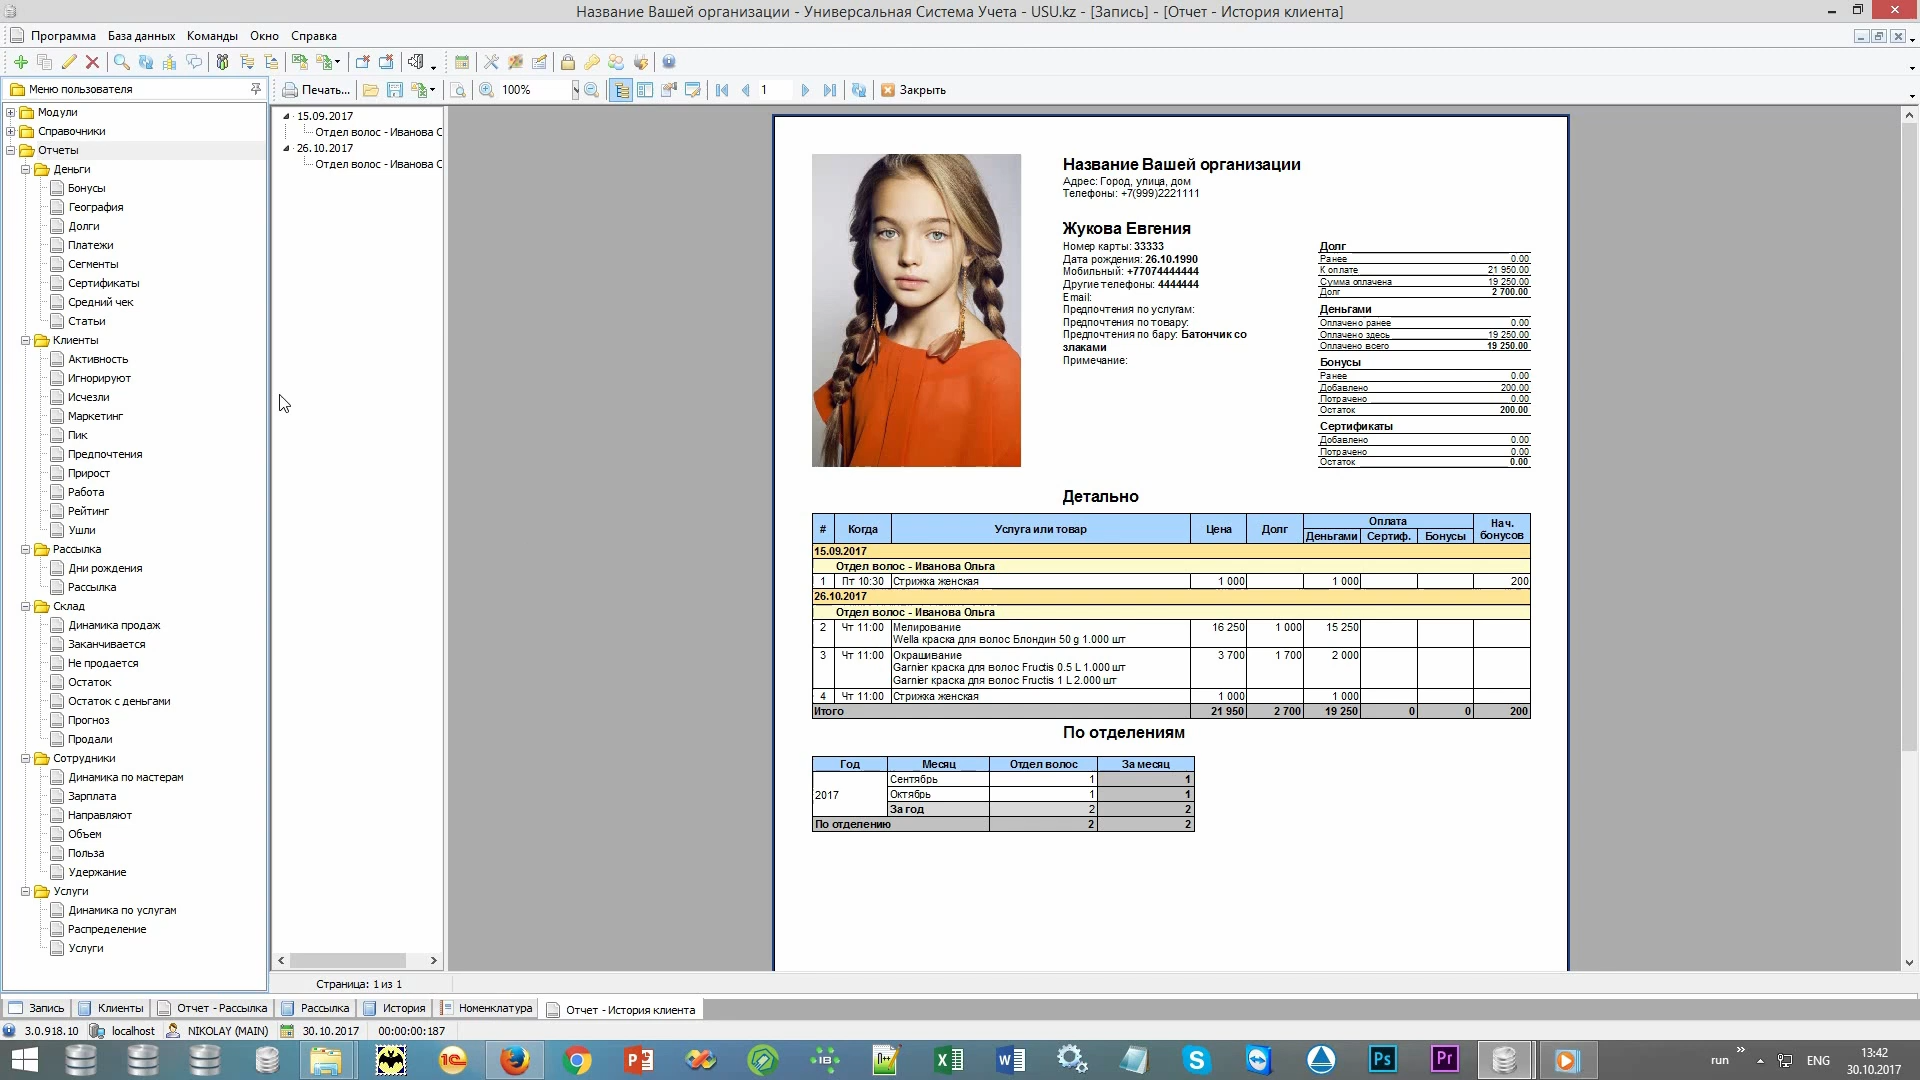 Название Вашей организации - Универсальная Система Учета - USU.kz - [Запись] - [Отчет - История клиента]
Программа База данных Команды Окно Справка
Меню пользователя
Печать... 100% 1 Закрыть
Модули
Справочники
Отчеты
Деньги
Бонусы
География
Долги
Платежи
Сегменты
Сертификаты
Средний чек
Статьи
Клиенты
Активность
Игнорируют
Исчезли
Маркетинг
Пик
Предпочтения
Прирост
Работа
Рейтинг
Ушли
Рассылка
Дни рождения
Рассылка
Склад
Динамика продаж
Заканчивается
Не продается
Остаток
Остаток с деньгами
Прогноз
Продали
Сотрудники
Динамика по мастерам
Зарплата
Направляют
Объем
Польза
Удержание
Услуги
Динамика по услугам
Распределение
Услуги
15.09.2017
Отдел волос - Иванова О
26.10.2017
Отдел волос - Иванова О
Название Вашей организации
Адрес: Город, улица, дом
Телефоны: +7(999)2221111
Жукова Евгения
Номер карты: 33333
Дата рождения: 26.10.1990
Мобильный: +77074444444
Другие телефоны: 4444444
Email:
Предпочтения по услугам:
Предпочтения по товару:
Предпочтения по бару: Батончик со
злаками
Примечание:
Долг
Ранее 0.00
К оплате 21 950.00
Сумма оплачена 19 250.00
Долг 2 700.00
Деньгами
Оплачено ранее 0.00
Оплачено здесь 19 250.00
Оплачено всего 19 250.00
Бонусы
Ранее 0.00
Добавлено 200.00
Потрачено 0.00
Остаток 200.00
Сертификаты
Добавлено 0.00
Потрачено 0.00
Остаток 0.00
Детально
# Когда Услуга или товар Цена Долг Оплата Нач. бонусов
Деньгами Сертиф. Бонусы
15.09.2017
Отдел волос - Иванова Ольга
1 Пт 10:30 Стрижка женская 1 000 1 000 200
26.10.2017
Отдел волос - Иванова Ольга
2 Чт 11:00 Мелирование 16 250 1 000 15 250
Wella краска для волос Блондин 50 g 1.000 шт
3 Чт 11:00 Окрашивание 3 700 1 700 2 000
Garnier краска для волос Fructis 0.5 L 1.000 шт
Garnier краска для волос Fructis 1 L 2.000 шт
4 Чт 11:00 Стрижка женская 1 000 1 000
Итого 21 950 2 700 19 250 0 0 200
По отделениям
Год Месяц Отдел волос За месяц
2017 Сентябрь 1 1
Октябрь 1 1
За год 2 2
По отделению 2 2
Страница: 1 из 1
Запись Клиенты Отчет - Рассылка Рассылка История Номенклатура Отчет - История клиента
3.0.918.10 localhost NIKOLAY (MAIN) 30.10.2017 00:00:00:187
run ENG 13:42
30.10.2017